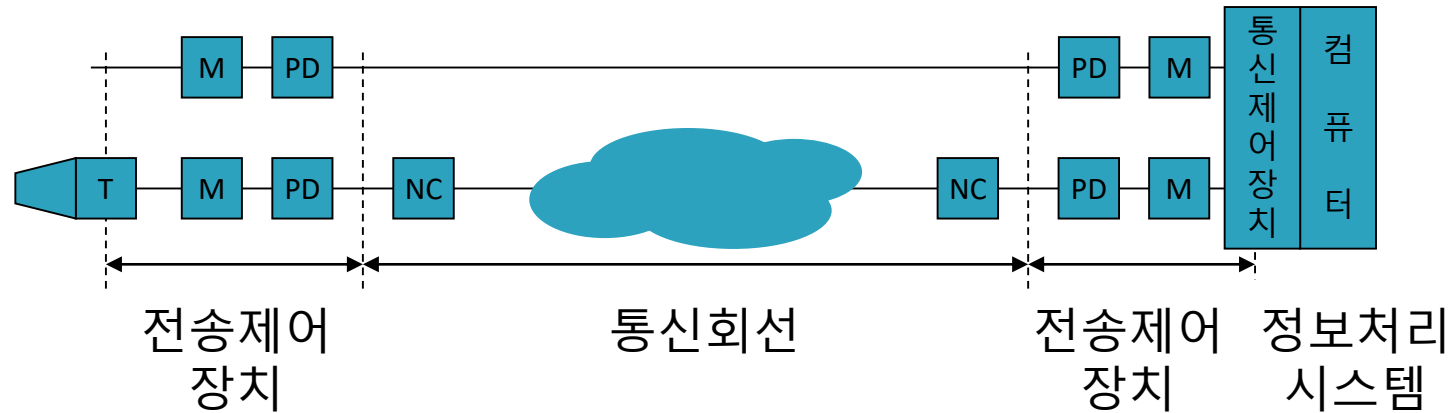 M PD PD M
T M PD NC NC PD M
통신제어장치
컴퓨터
전송제어
장치
통신회선
전송제어
장치
정보처리
시스템